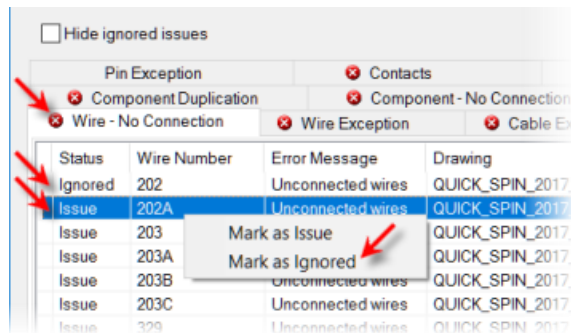 Hide ignored issues
Pin Exception Contacts
Component Duplication Component - No Connection
Wire - No Connection Wire Exception Cable
Status Wire Number Error Message Drawing
Ignored 202 Unconnected wires QUICK_SPIN_2017
Issue 202A Unconnected wires QUICK_SPIN_2017
Issue 203 Mark as Issue QUICK_SPIN_2017
Issue 203A Mark as Ignored QUICK_SPIN_2017
Issue 203B Unconnected wires QUICK_SPIN_2017
Issue 203C Unconnected wires QUICK_SPIN_2017
Issue 329 Unconnected wires QUICK_SPIN_2017